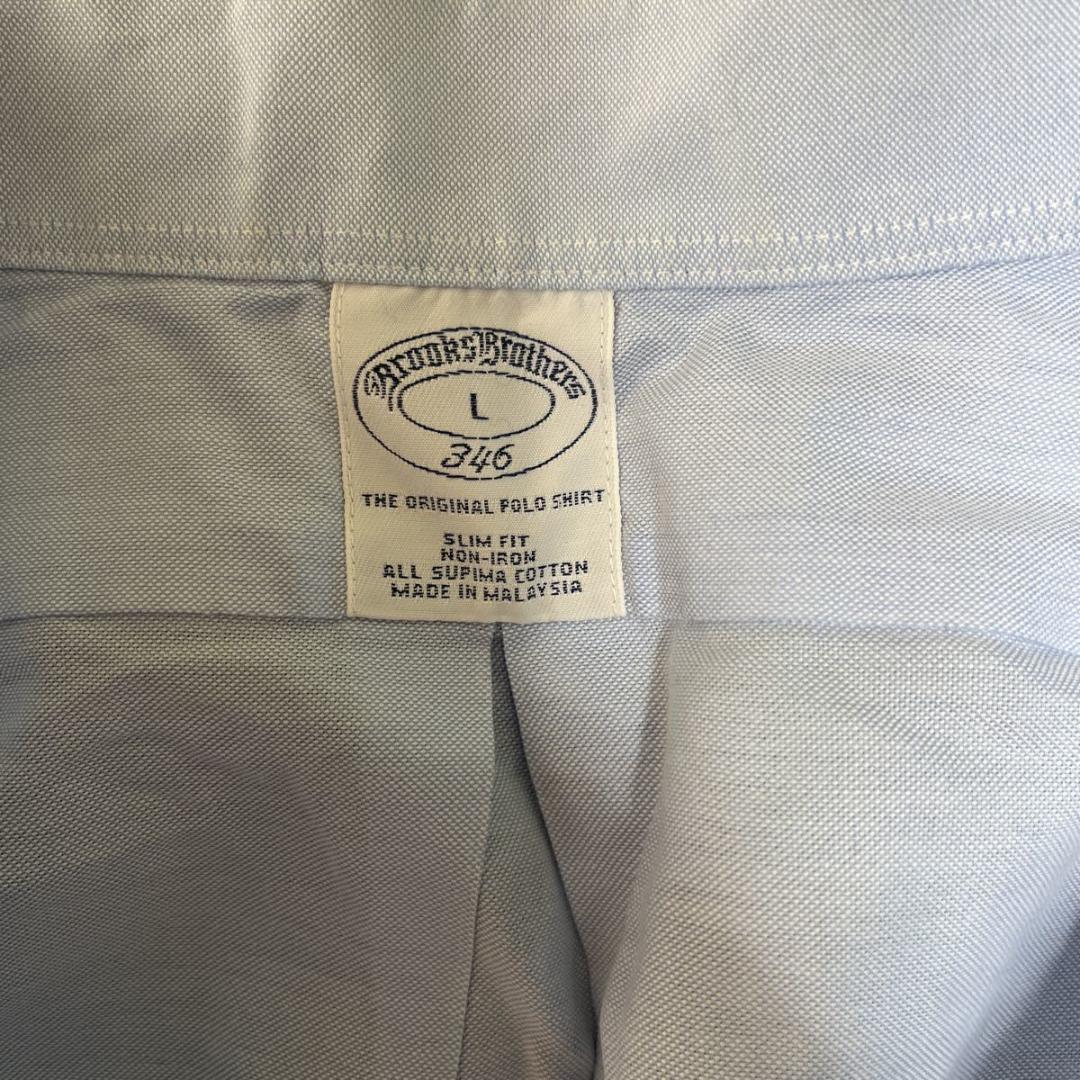 Brooks Brothers
L
346
THE ORIGINAL POLO SHIRT
SLIM FIT
NON-IRON
ALL SUPIMA COTTON
MADE IN MALAYSIA